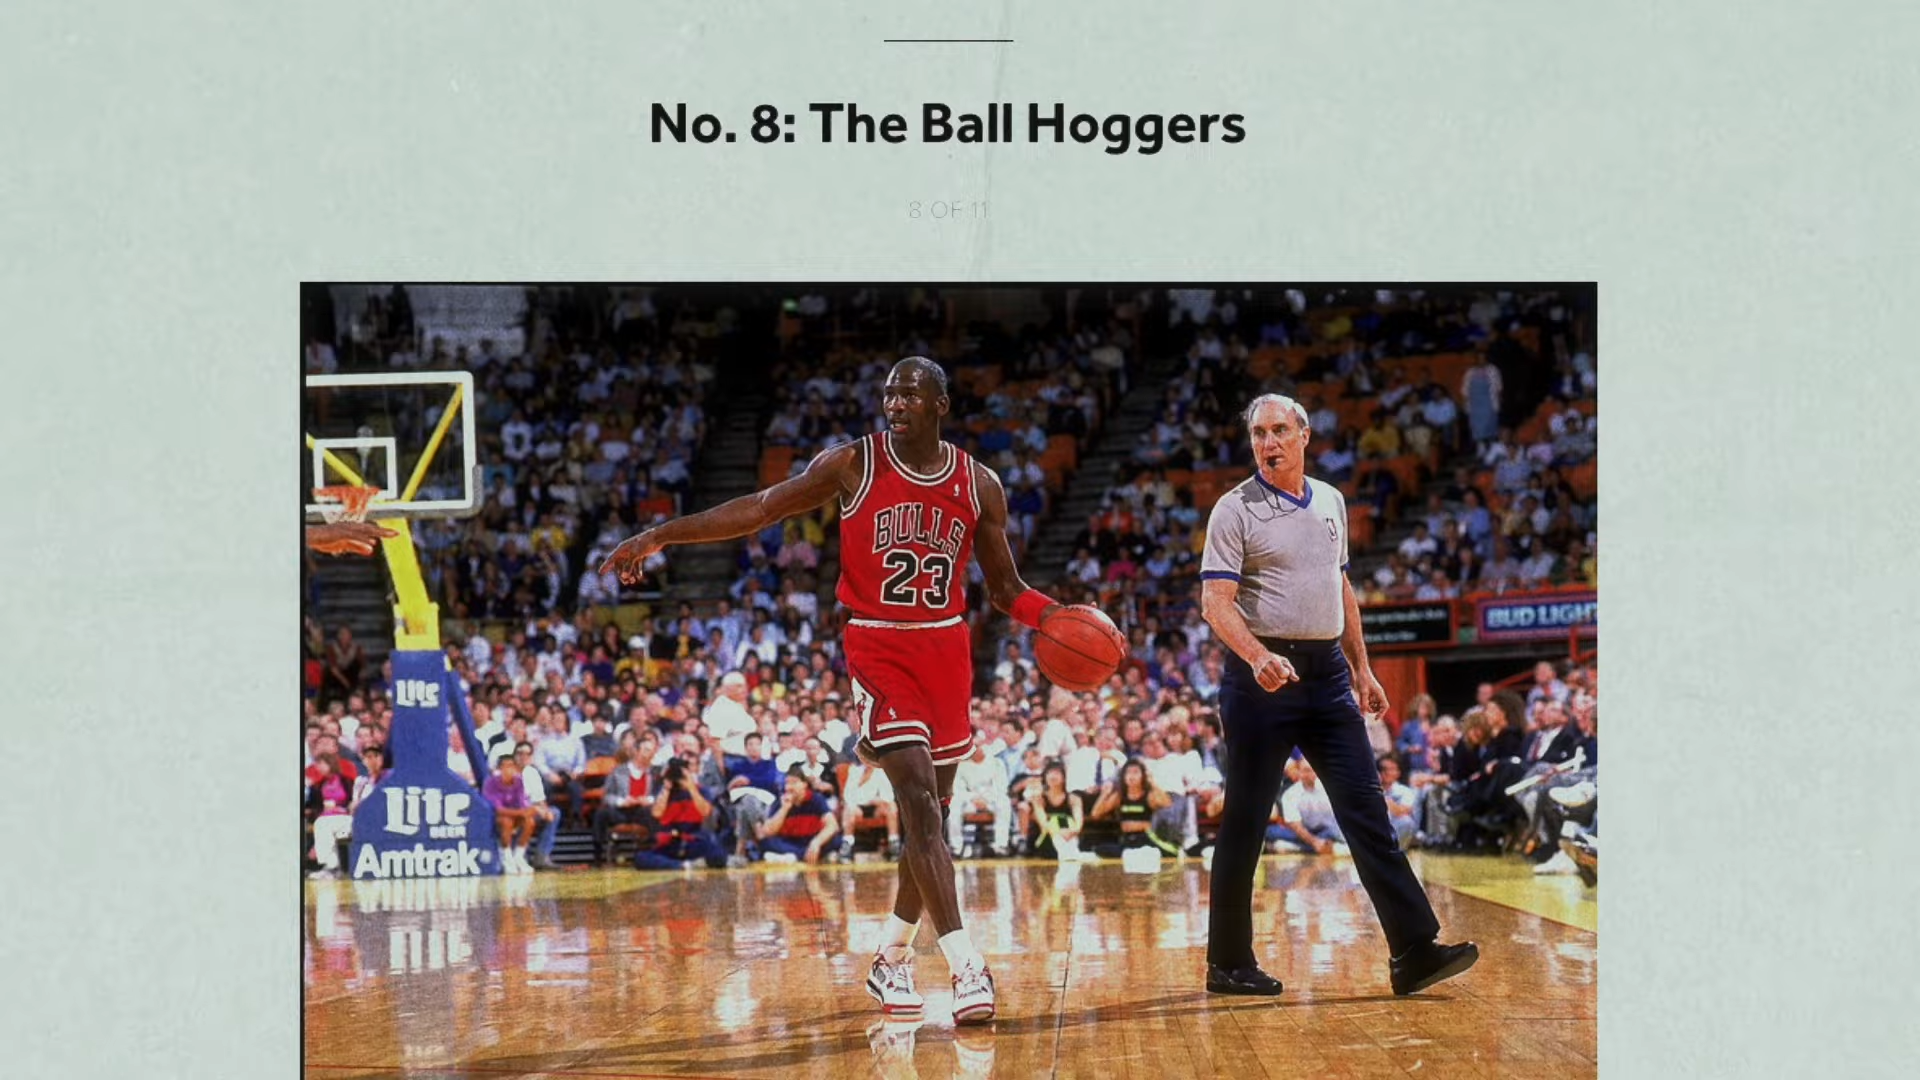 No. 8: The Ball Hoggers
8 OF 11
BULLS
23
BUD LIGHT
Lite
Lite
BEER
Amtrak